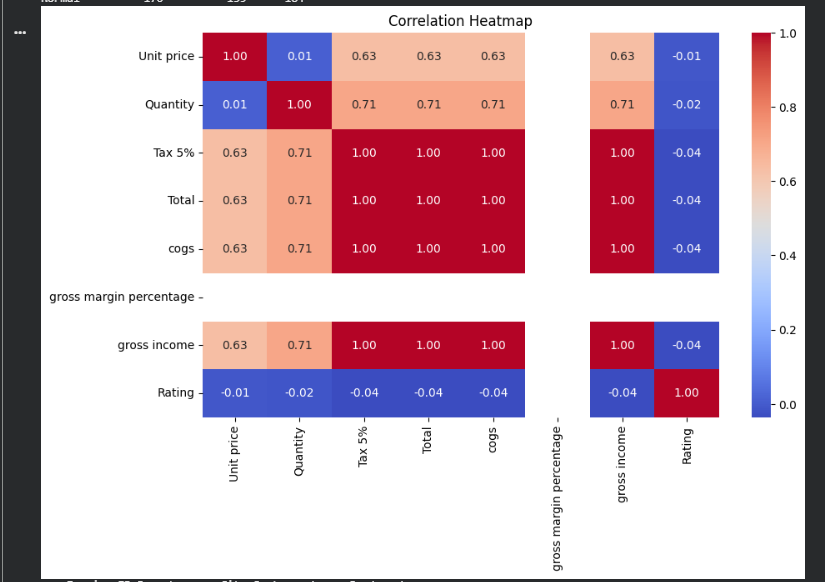 Normal
Correlation Heatmap
Unit price 1.00 0.01 0.63 0.63 0.63 0.63 -0.01
Quantity 0.01 1.00 0.71 0.71 0.71 0.71 -0.02
Tax 5% 0.63 0.71 1.00 1.00 1.00 1.00 -0.04
Total 0.63 0.71 1.00 1.00 1.00 1.00 -0.04
cogs 0.63 0.71 1.00 1.00 1.00 1.00 -0.04
gross margin percentage
gross income 0.63 0.71 1.00 1.00 1.00 1.00 -0.04
Rating -0.01 -0.02 -0.04 -0.04 -0.04 -0.04 1.00
Unit price
Quantity
Tax 5%
Total
cogs
gross margin percentage
gross income
Rating
1.0
0.8
0.6
0.4
0.2
0.0